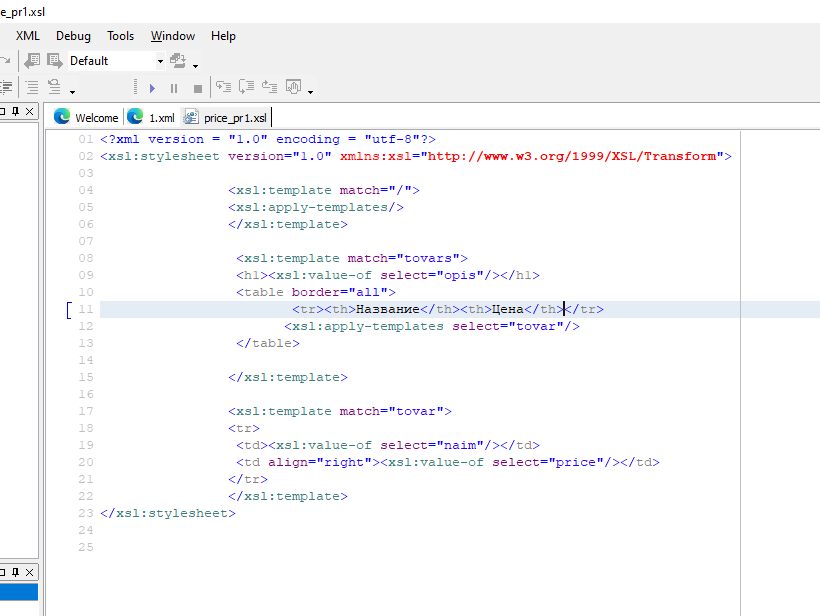 e_pr1.xsl
XML Debug Tools Window Help
Default
Welcome 1.xml price_pr1.xsl
01 <?xml version = "1.0" encoding = "utf-8"?>
02 <xsl:stylesheet version="1.0" xmlns:xsl="http://www.w3.org/1999/XSL/Transform">
03
04 <xsl:template match="/">
05 <xsl:apply-templates/>
06 </xsl:template>
07
08 <xsl:template match="tovars">
09 <h1><xsl:value-of select="opis"/></h1>
10 <table border="all">
11 <tr><th>Название</th><th>Цена</th></tr>
12 <xsl:apply-templates select="tovar"/>
13 </table>
14
15 </xsl:template>
16
17 <xsl:template match="tovar">
18 <tr>
19 <td><xsl:value-of select="naim"/></td>
20 <td align="right"><xsl:value-of select="price"/></td>
21 </tr>
22 </xsl:template>
23 </xsl:stylesheet>
24
25